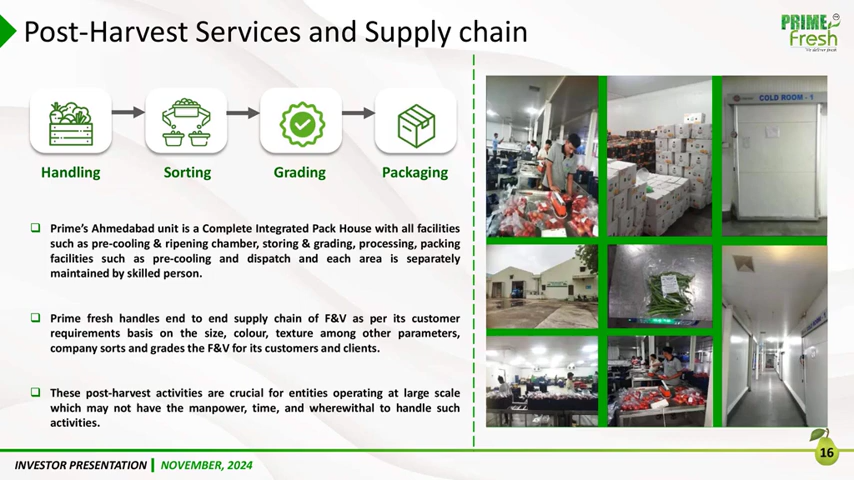 Post-Harvest Services and Supply chain
PRIME
Fresh
Handling
Sorting
Grading
Packaging
Prime's Ahmedabad unit is a Complete Integrated Pack House with all facilities
such as pre-cooling & ripening chamber, storing & grading, processing, packing
facilities such as pre-cooling and dispatch and each area is separately
maintained by skilled person.
Prime fresh handles end to end supply chain of F&V as per its customer
requirements basis on the size, colour, texture among other parameters,
company sorts and grades the F&V for its customers and clients.
These post-harvest activities are crucial for entities operating at large scale
which may not have the manpower, time, and wherewithal to handle such
activities.
COLD ROOM - 1
INVESTOR PRESENTATION | NOVEMBER, 2024
16